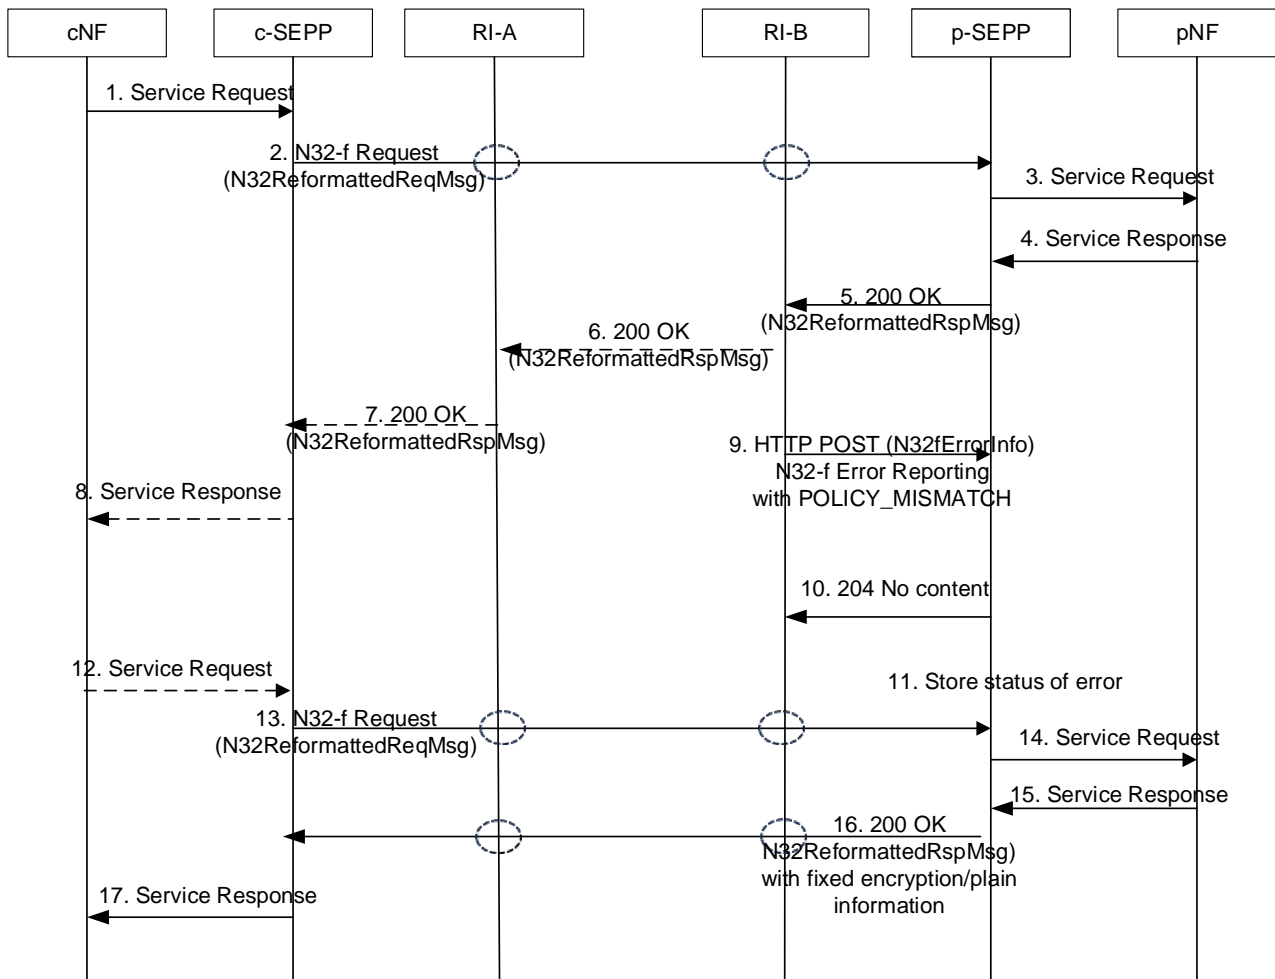 cNF
c-SEPP
RI-A
RI-B
p-SEPP
pNF
1. Service Request
2. N32-f Request
(N32ReformattedReqMsg)
3. Service Request
4. Service Response
5. 200 OK
(N32ReformattedRspMsg)
6. 200 OK
(N32ReformattedRspMsg)
7. 200 OK
(N32ReformattedRspMsg)
9. HTTP POST (N32fErrorInfo)
N32-f Error Reporting
with POLICY_MISMATCH
8. Service Response
10. 204 No content
12. Service Request
11. Store status of error
13. N32-f Request
(N32ReformattedReqMsg)
14. Service Request
15. Service Response
16. 200 OK
N32ReformattedRspMsg)
with fixed encryption/plain
information
17. Service Response